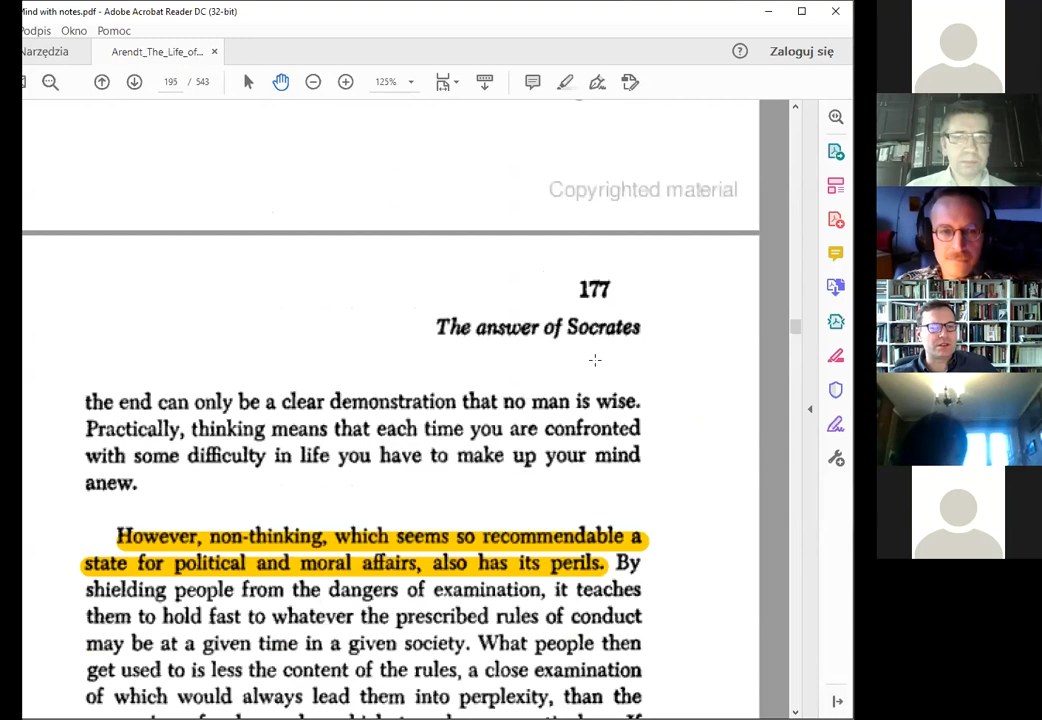 Mind with notes.pdf - Adobe Acrobat Reader DC (32-bit)
Podpis Okno Pomoc
Narzędzia Arendt_The_Life_of... × Zaloguj się
195 / 543 125%
Copyrighted material
177
The answer of Socrates
the end can only be a clear demonstration that no man is wise.
Practically, thinking means that each time you are confronted
with some difficulty in life you have to make up your mind
anew.
However, non-thinking, which seems so recommendable a
state for political and moral affairs, also has its perils. By
shielding people from the dangers of examination, it teaches
them to hold fast to whatever the prescribed rules of conduct
may be at a given time in a given society. What people then
get used to is less the content of the rules, a close examination
of which would always lead them into perplexity, than the